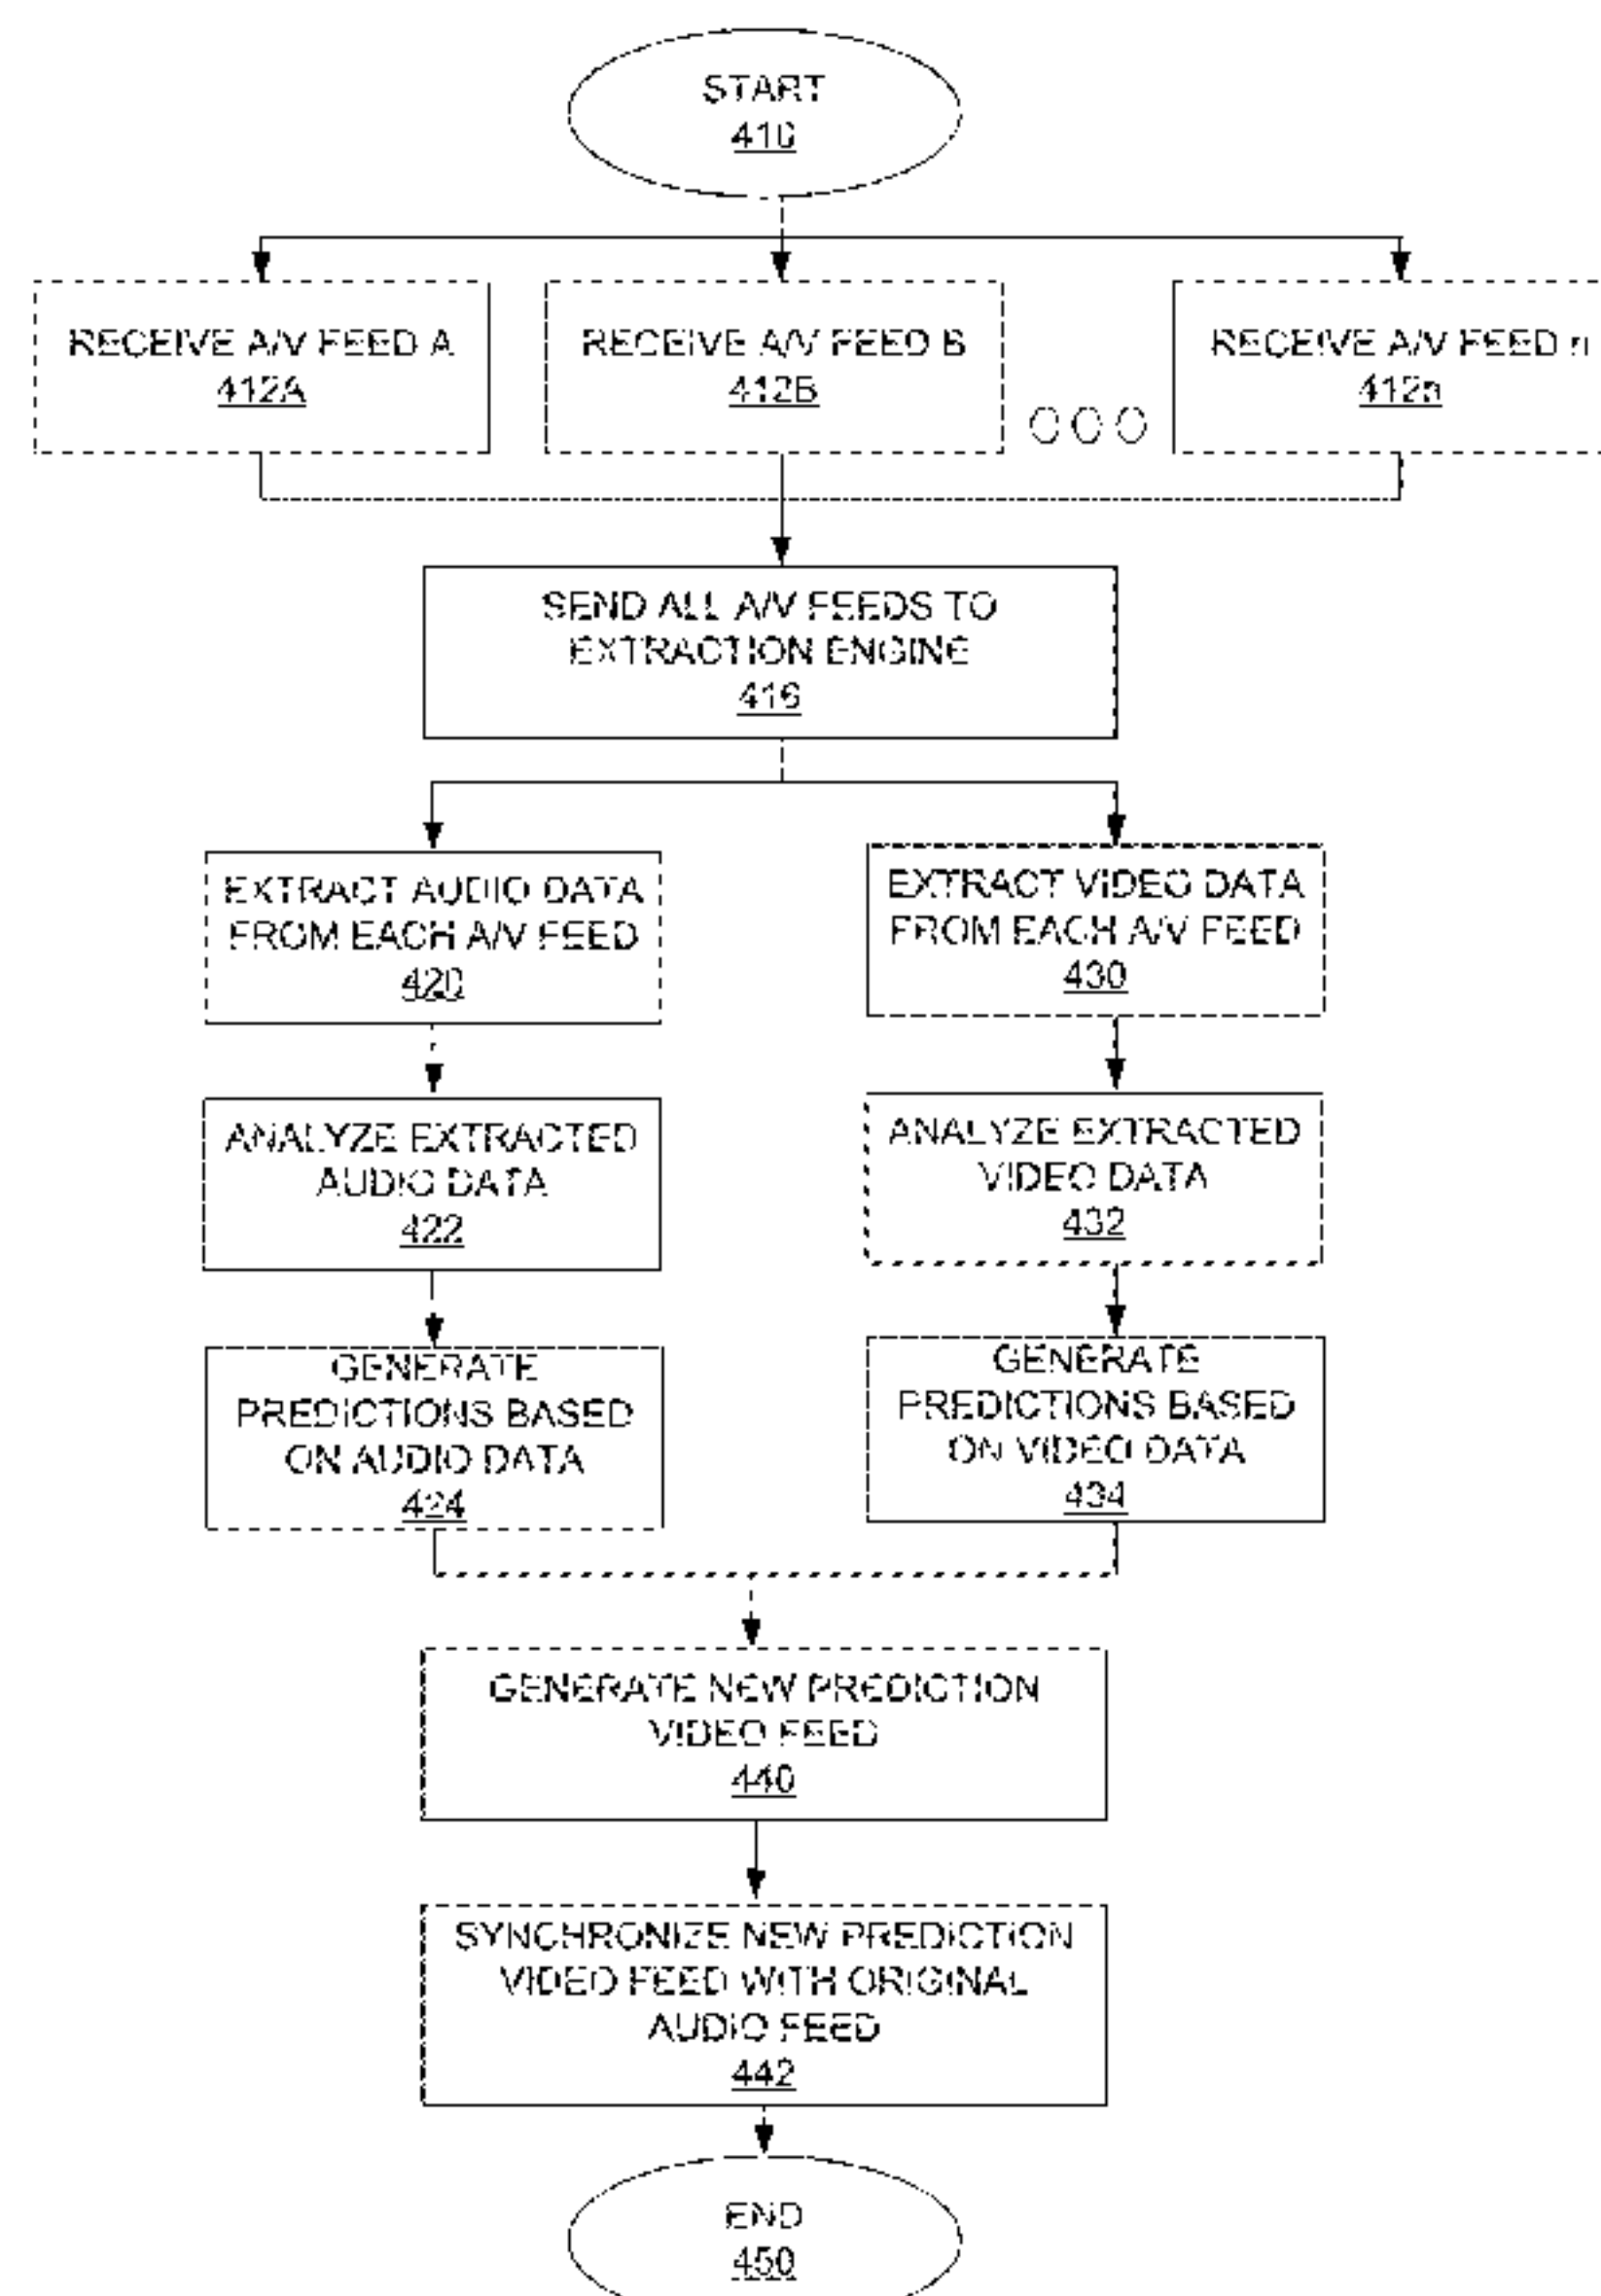 START
410
RECEIVE A/V FEED A
412A
RECEIVE A/V FEED B
412B
RECEIVE A/V FEED n
412n
SEND ALL A/V FEEDS TO
EXTRACTION ENGINE
416
EXTRACT AUDIO DATA
FROM EACH A/V FEED
420
EXTRACT VIDEO DATA
FROM EACH A/V FEED
430
ANALYZE EXTRACTED
AUDIO DATA
422
ANALYZE EXTRACTED
VIDEO DATA
432
GENERATE
PREDICTIONS BASED
ON AUDIO DATA
424
GENERATE
PREDICTIONS BASED
ON VIDEO DATA
434
GENERATE NEW PREDICTION
VIDEO FEED
440
SYNCHRONIZE NEW PREDICTION
VIDEO FEED WITH ORIGINAL
AUDIO FEED
442
END
450